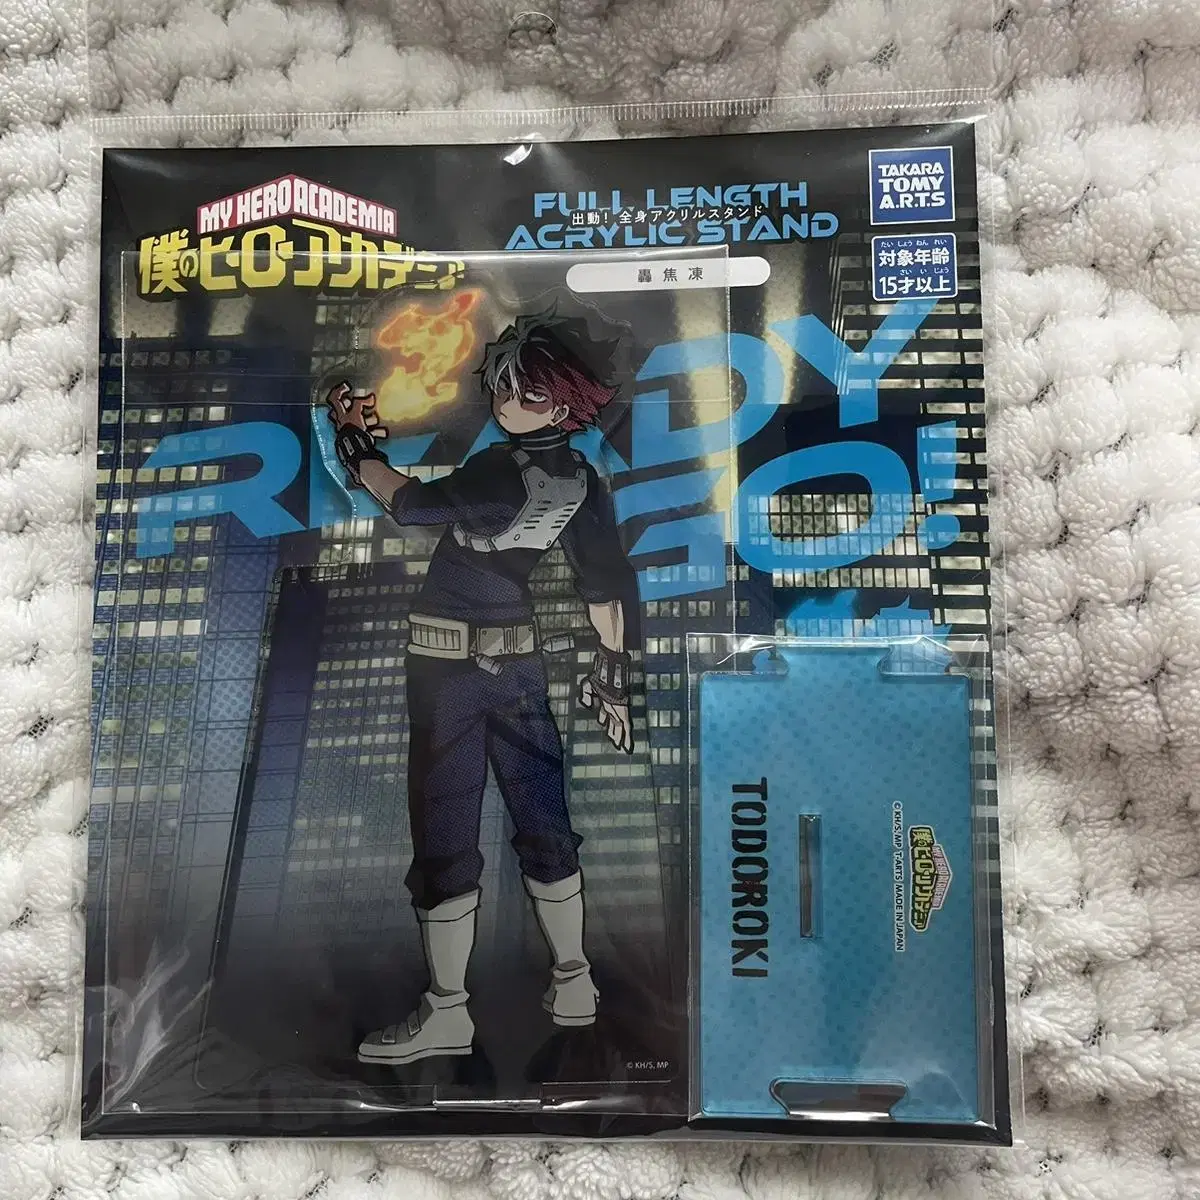 MY HERO ACADEMIA
僕のヒーローアカデミア
FULL LENGTH
出動! 全身アクリルスタンド
ACRYLIC STAND
轟 焦 凍
TAKARA
TOMY
A.R.T.S
たい しょう ねん れい
対象年齢
さい い じょう
15才以上
READY
GO!
TODOROKI
MY HERO ACADEMIA
僕のヒーローアカデミア
© KH/S, MP T-ARTS MADE IN JAPAN
© KH/S, MP